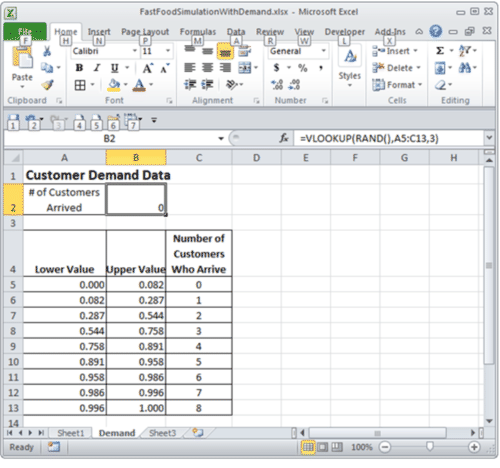 FastFoodSimulationWithDemand.xlsx - Microsoft Excel
File Home Insert Page Layout Formulas Data Review View Developer Add-Ins
F H N P M A R W L X
Paste
Calibri 11
B I U A A
General
$ % ,
Styles
Insert
Delete
Format
Σ
Clipboard Font Alignment Number Cells Editing
1 2 3 4 5 6 7
B2 fx =VLOOKUP(RAND(),A5:C13,3)
A B C D E F G H
1 Customer Demand Data
# of Customers
2 Arrived 0
3
Number of
Customers
4 Lower Value Upper Value Who Arrive
5 0.000 0.082 0
6 0.082 0.287 1
7 0.287 0.544 2
8 0.544 0.758 3
9 0.758 0.891 4
10 0.891 0.958 5
11 0.958 0.986 6
12 0.986 0.996 7
13 0.996 1.000 8
14
Sheet1 Demand Sheet3
Ready 100%